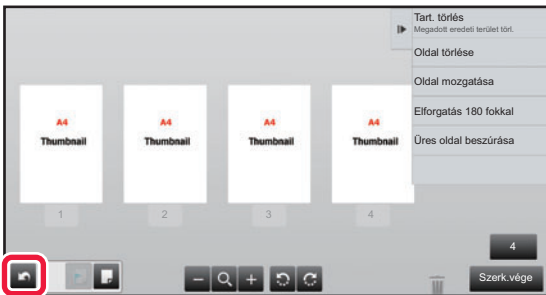 Tart. törlés
Megadott eredeti terület törl.
Oldal törlése
Oldal mozgatása
Elforgatás 180 fokkal
Üres oldal beszúrása
A4 A4 A4 A4
Thumbnail Thumbnail Thumbnail Thumbnail
1 2 3 4
4
Szerk.vége